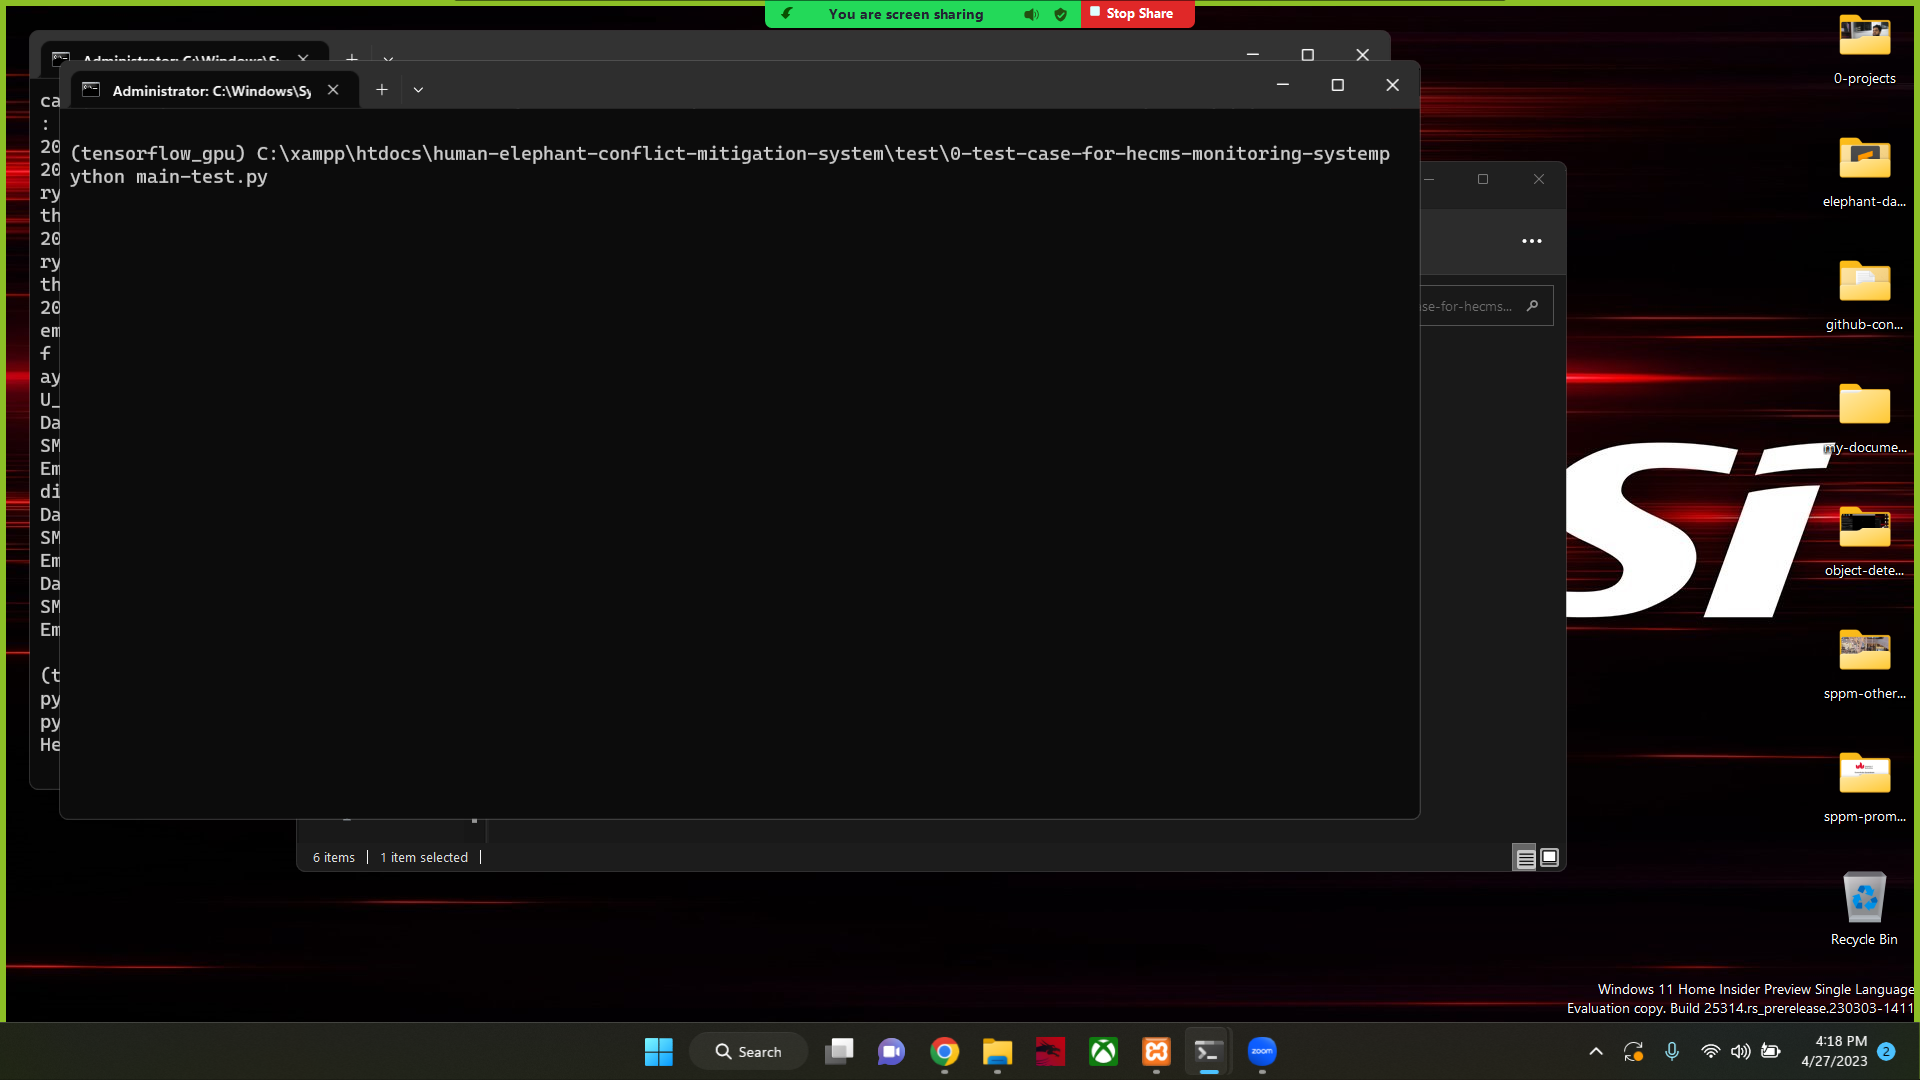 You are screen sharing
Stop Share
Administrator: C:\Windows\Sy
(tensorflow_gpu) C:\xampp\htdocs\human-elephant-conflict-mitigation-system\test\0-test-case-for-hecms-monitoring-systemp
ython main-test.py
ca
:
20
20
ry
th
20
ry
th
20
em
f
ay
U_
Da
SM
Em
di
Da
SM
Em
Da
SM
Em
(t
py
py
He
se-for-hecms...
6 items
1 item selected
0-projects
elephant-da...
github-con...
my-docume...
object-dete...
sppm-other...
sppm-prom...
Recycle Bin
Si
Windows 11 Home Insider Preview Single Language
Evaluation copy. Build 25314.rs_prerelease.230303-1411
Search
zoom
4:18 PM
4/27/2023
2